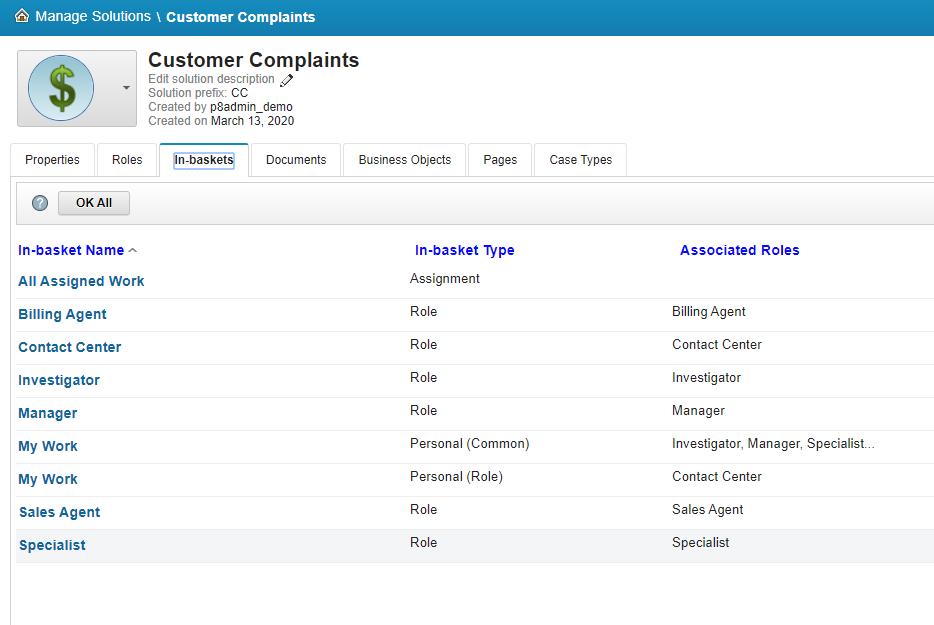 Manage Solutions \ Customer Complaints
Customer Complaints
Edit solution description
Solution prefix: CC
Created by p8admin_demo
Created on March 13, 2020
Properties Roles In-baskets Documents Business Objects Pages Case Types
? OK All
In-basket Name In-basket Type Associated Roles
All Assigned Work Assignment
Billing Agent Role Billing Agent
Contact Center Role Contact Center
Investigator Role Investigator
Manager Role Manager
My Work Personal (Common) Investigator, Manager, Specialist...
My Work Personal (Role) Contact Center
Sales Agent Role Sales Agent
Specialist Role Specialist